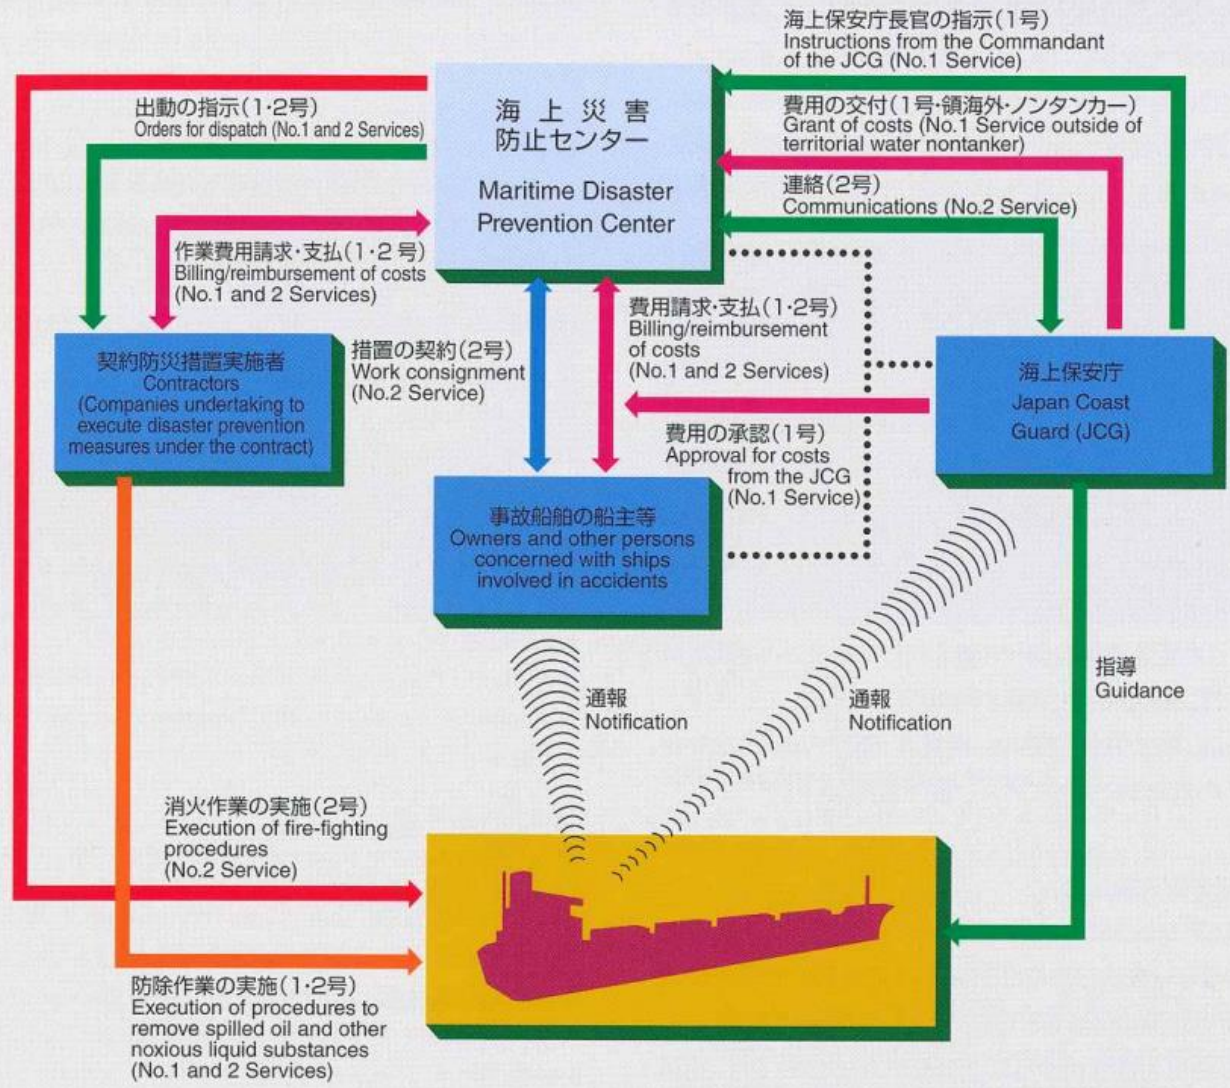 海上保安庁長官の指示(1号)
Instructions from the Commandant
of the JCG (No.1 Service)
出動の指示(1・2号)
Orders for dispatch (No.1 and 2 Services)
海上災害
防止センター
Maritime Disaster
Prevention Center
費用の交付(1号・領海外・ノンタンカー)
Grant of costs (No.1 Service outside of
territorial water nontanker)
連絡(2号)
Communications (No.2 Service)
作業費用請求・支払(1・2号)
Billing/reimbursement of costs
(No.1 and 2 Services)
費用請求・支払(1・2号)
Billing/reimbursement
of costs
(No.1 and 2 Services)
契約防災措置実施者
Contractors
(Companies undertaking to
execute disaster prevention
measures under the contract)
措置の契約(2号)
Work consignment
(No.2 Service)
海上保安庁
Japan Coast
Guard (JCG)
費用の承認(1号)
Approval for costs
from the JCG
(No.1 Service)
事故船舶の船主等
Owners and other persons
concerned with ships
involved in accidents
通報
Notification
通報
Notification
指導
Guidance
消火作業の実施(2号)
Execution of fire-fighting
procedures
(No.2 Service)
防除作業の実施(1・2号)
Execution of procedures to
remove spilled oil and other
noxious liquid substances
(No.1 and 2 Services)